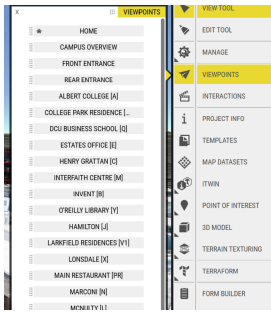 X
VIEWPOINTS
HOME
CAMPUS OVERVIEW
FRONT ENTRANCE
REAR ENTRANCE
ALBERT COLLEGE [A]
COLLEGE PARK RESIDENCE [...
DCU BUSINESS SCHOOL [Q]
ESTATES OFFICE [E]
HENRY GRATTAN [C]
INTERFAITH CENTRE [M]
INVENT [B]
O'REILLY LIBRARY [Y]
HAMILTON [J]
LARKFIELD RESIDENCES [V1]
LONSDALE [X]
MAIN RESTAURANT [PR]
MARCONI [N]
MCNULTY [L]
VIEW TOOL
EDIT TOOL
MANAGE
VIEWPOINTS
INTERACTIONS
PROJECT INFO
TEMPLATES
MAP DATASETS
ITWIN
POINT OF INTEREST
3D MODEL
TERRAIN TEXTURING
TERRAFORM
FORM BUILDER